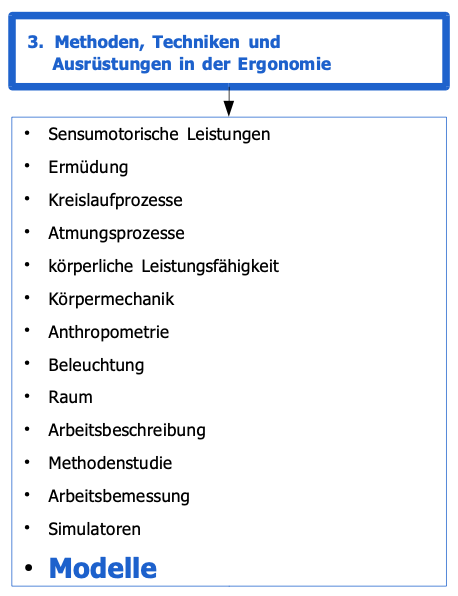 3. Methoden, Techniken und
Ausrüstungen in der Ergonomie
• Sensumotorische Leistungen
• Ermüdung
• Kreislaufprozesse
• Atmungsprozesse
• körperliche Leistungsfähigkeit
• Körpermechanik
• Anthropometrie
• Beleuchtung
• Raum
• Arbeitsbeschreibung
• Methodenstudie
• Arbeitsbemessung
• Simulatoren
• Modelle